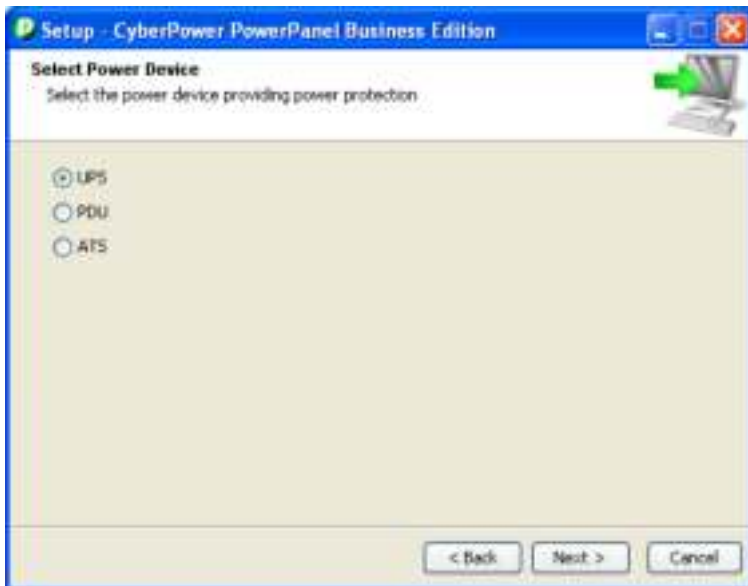 Setup - CyberPower PowerPanel Business Edition
Select Power Device
Select the power device providing power protection
UPS
PDU
ATS
< Back Next > Cancel